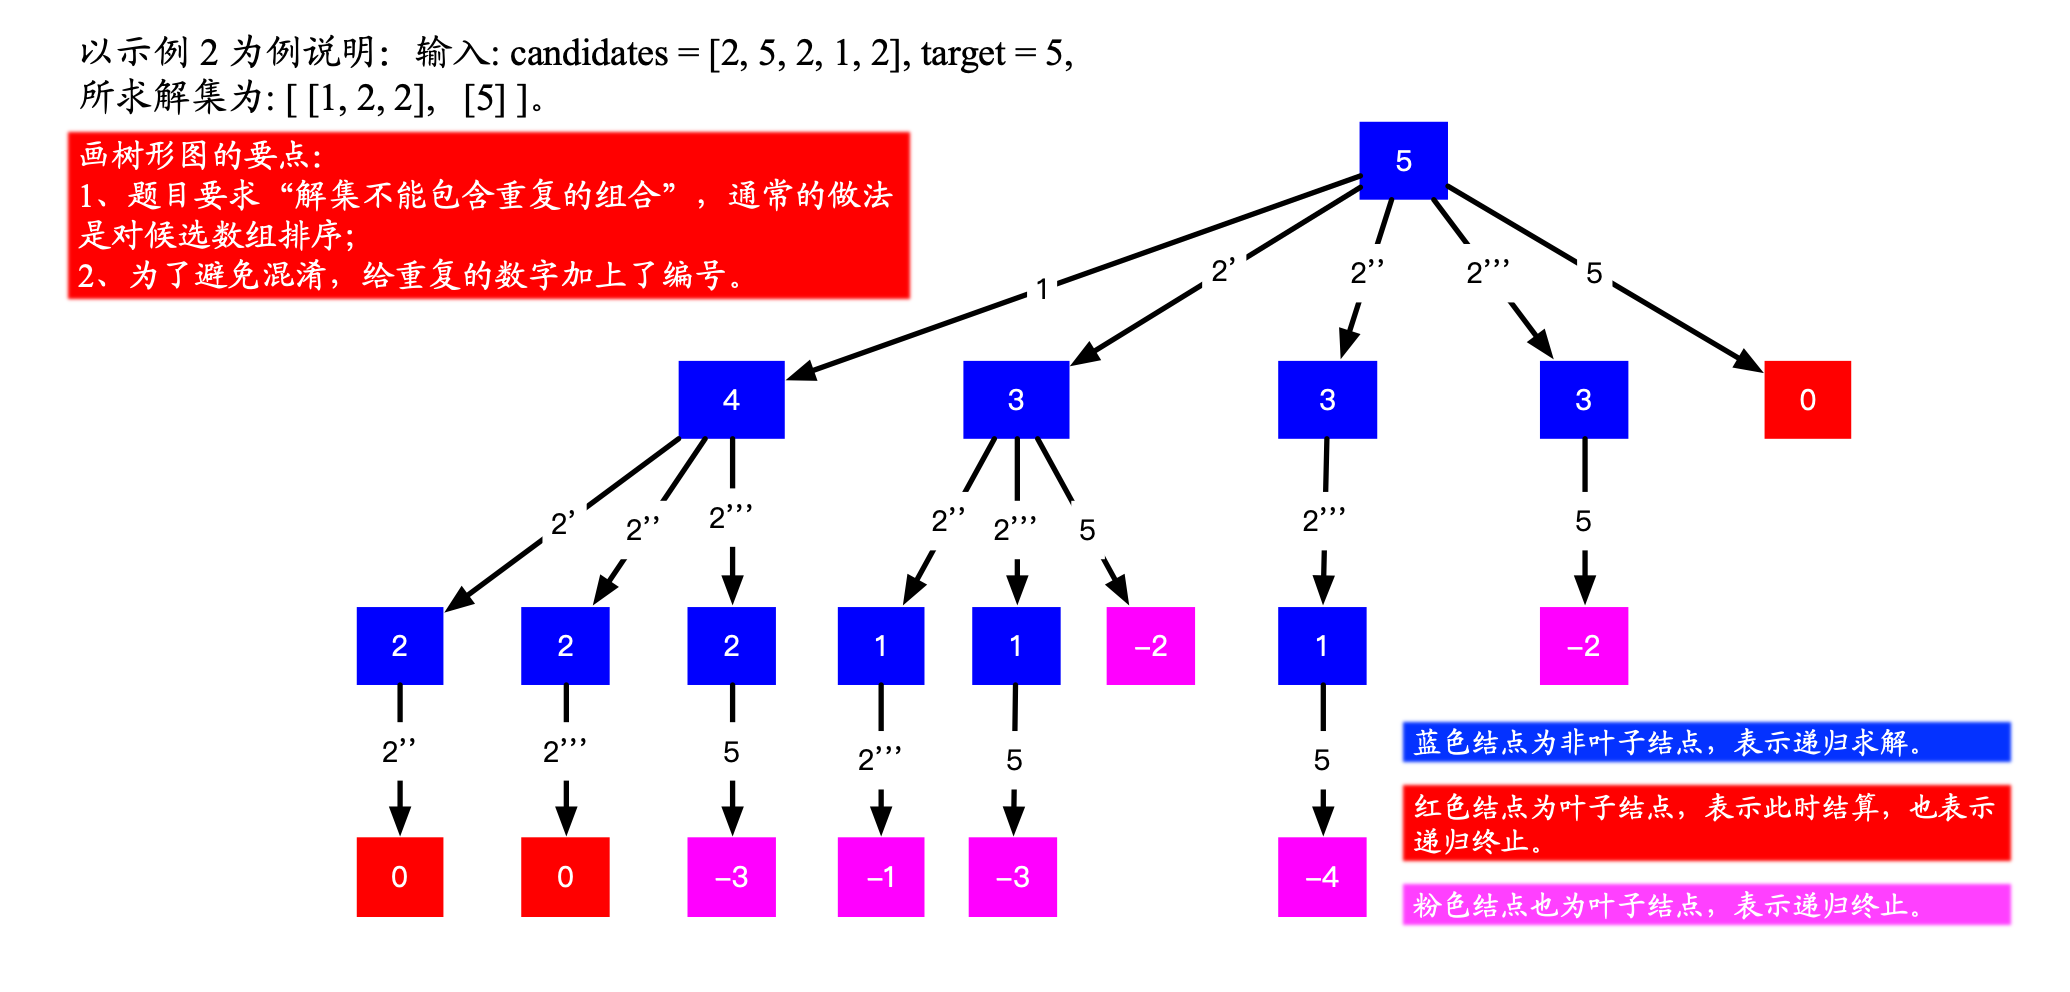 以示例 2 为例说明：输入: candidates = [2, 5, 2, 1, 2], target = 5,
所求解集为: [ [1, 2, 2], [5] ]。
画树形图的要点：
1、题目要求“解集不能包含重复的组合”，通常的做法
是对候选数组排序；
2、为了避免混淆，给重复的数字加上了编号。
5
1 2’ 2’’ 2’’’ 5
4 3 3 3 0
2’ 2’’ 2’’’ 2’’ 2’’’ 5 2’’’ 5
2 2 2 1 1 –2 1 –2
2’’ 2’’’ 5 2’’’ 5 5
0 0 –3 –1 –3 –4
蓝色结点为非叶子结点，表示递归求解。
红色结点为叶子结点，表示此时结算，也表示
递归终止。
粉色结点也为叶子结点，表示递归终止。